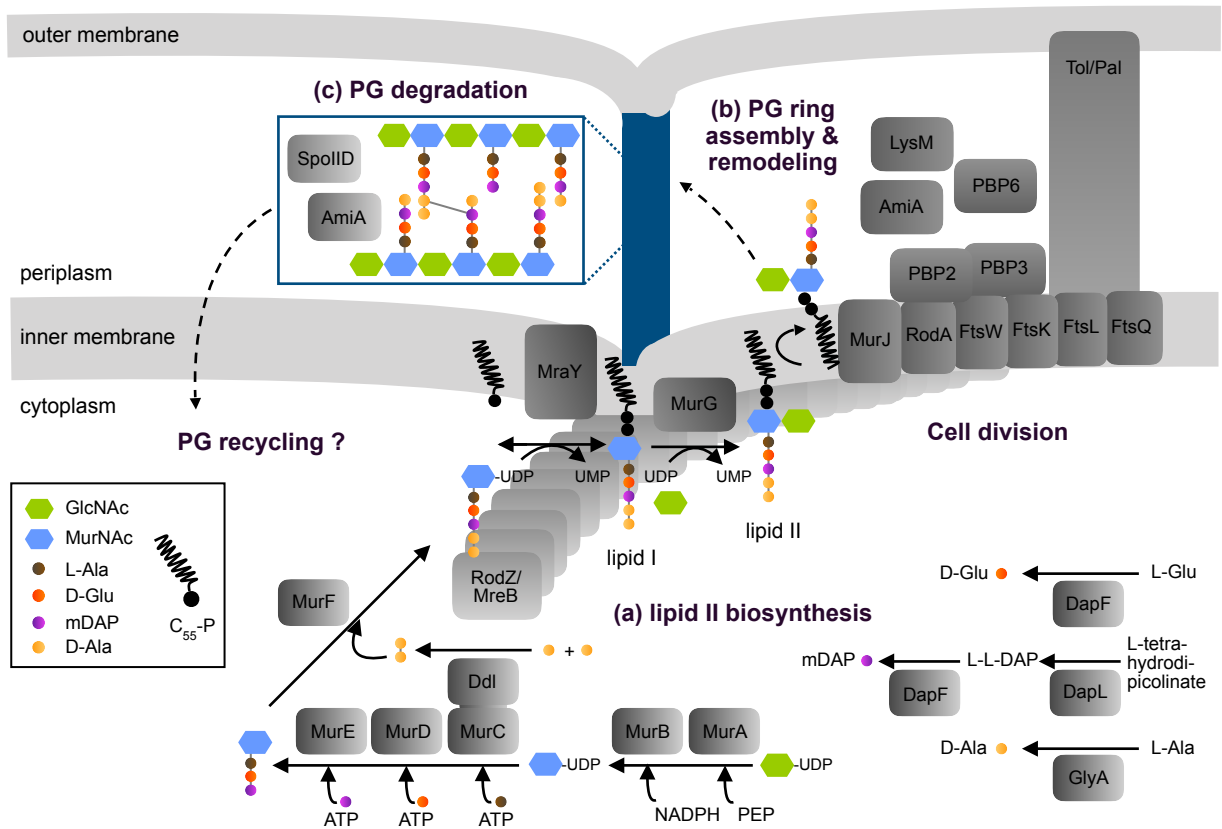 outer membrane
(c) PG degradation
(b) PG ring
assembly &
remodeling
Tol/Pal
SpoIID
AmiA
LysM
PBP6
AmiA
periplasm
PBP2
PBP3
inner membrane
MraY
MurJ
RodA
FtsW
FtsK
FtsL
FtsQ
cytoplasm
MurG
PG recycling ?
Cell division
-UDP
UMP
UDP
UMP
lipid I
lipid II
GlcNAc
MurNAc
L-Ala
D-Glu
mDAP
D-Ala
C55-P
RodZ/
MreB
MurF
(a) lipid II biosynthesis
D-Glu
L-Glu
DapF
+
mDAP
L-L-DAP
L-tetra-
hydrodi-
picolinate
DapF
DapL
Ddl
MurE
MurD
MurC
MurB
MurA
D-Ala
L-Ala
GlyA
-UDP
-UDP
ATP
ATP
ATP
NADPH
PEP